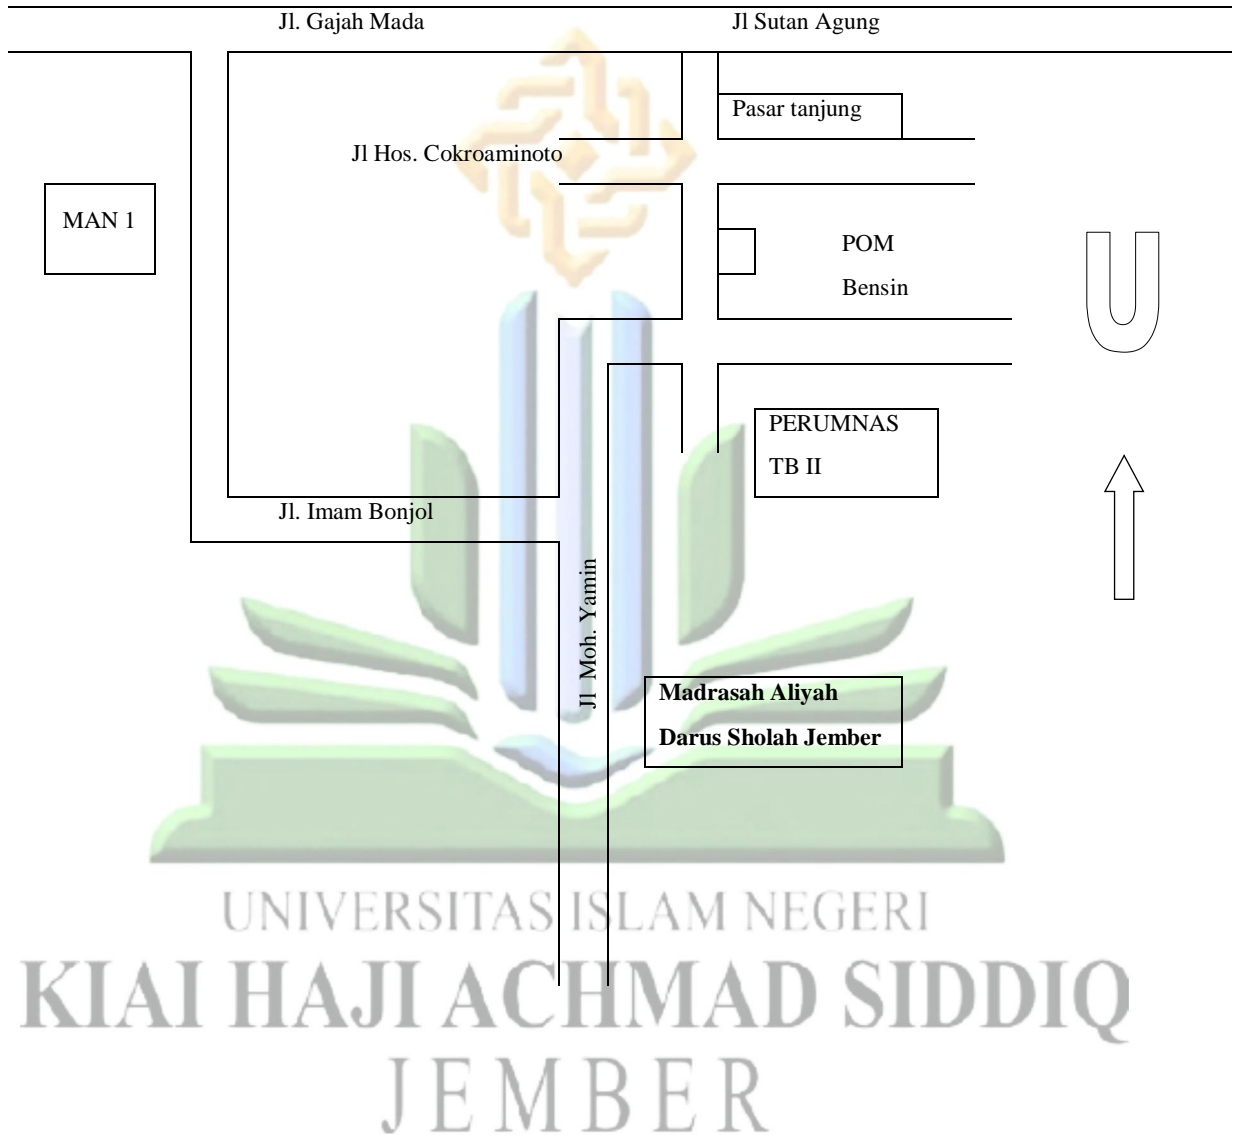 Jl. Gajah Mada
Jl Sutan Agung
Pasar tanjung
Jl Hos. Cokroaminoto
MAN 1
POM
Bensin
U
PERUMNAS
TB II
Jl. Imam Bonjol
Jl Moh. Yamin
Madrasah Aliyah
Darus Sholah Jember
UNIVERSITAS ISLAM NEGERI
KIAI HAJI ACHMAD SIDDIQ
JEMBER